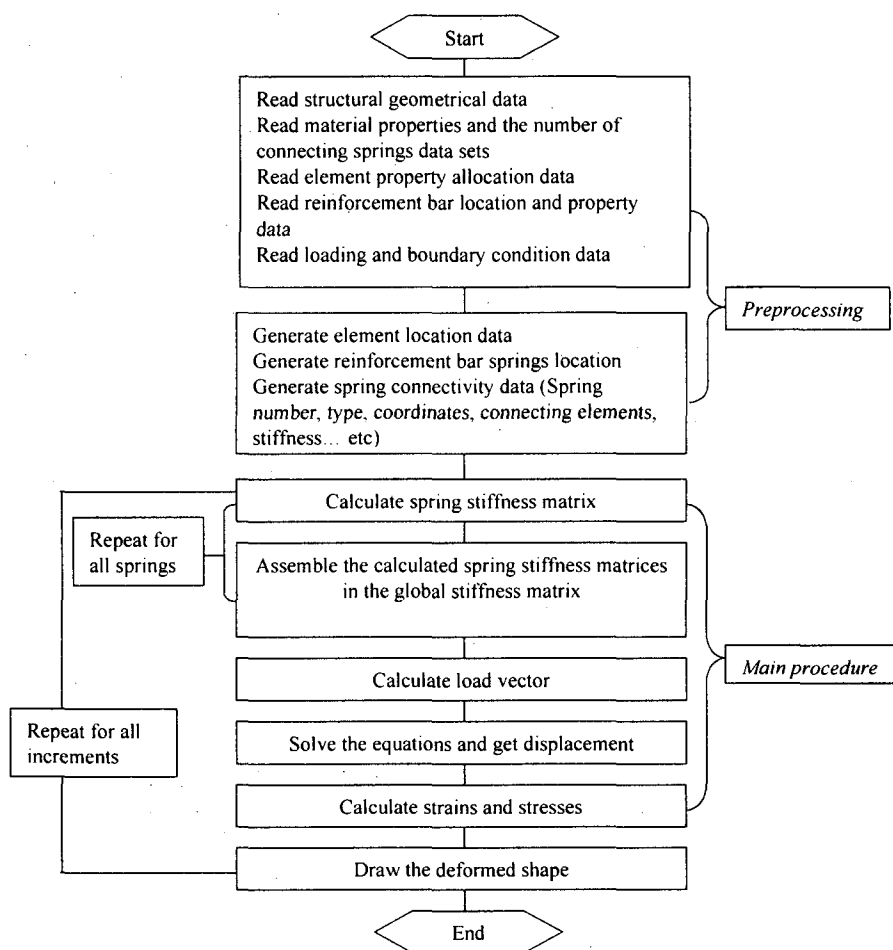 Start
Read structural geometrical data
Read material properties and the number of
connecting springs data sets
Read element property allocation data
Read reinforcement bar location and property
data
Read loading and boundary condition data
Preprocessing
Generate element location data
Generate reinforcement bar springs location
Generate spring connectivity data (Spring
number, type, coordinates, connecting elements,
stiffness... etc)
Calculate spring stiffness matrix
Repeat for
all springs
Assemble the calculated spring stiffness matrices
in the global stiffness matrix
Main procedure
Calculate load vector
Repeat for all
increments
Solve the equations and get displacement
Calculate strains and stresses
Draw the deformed shape
End